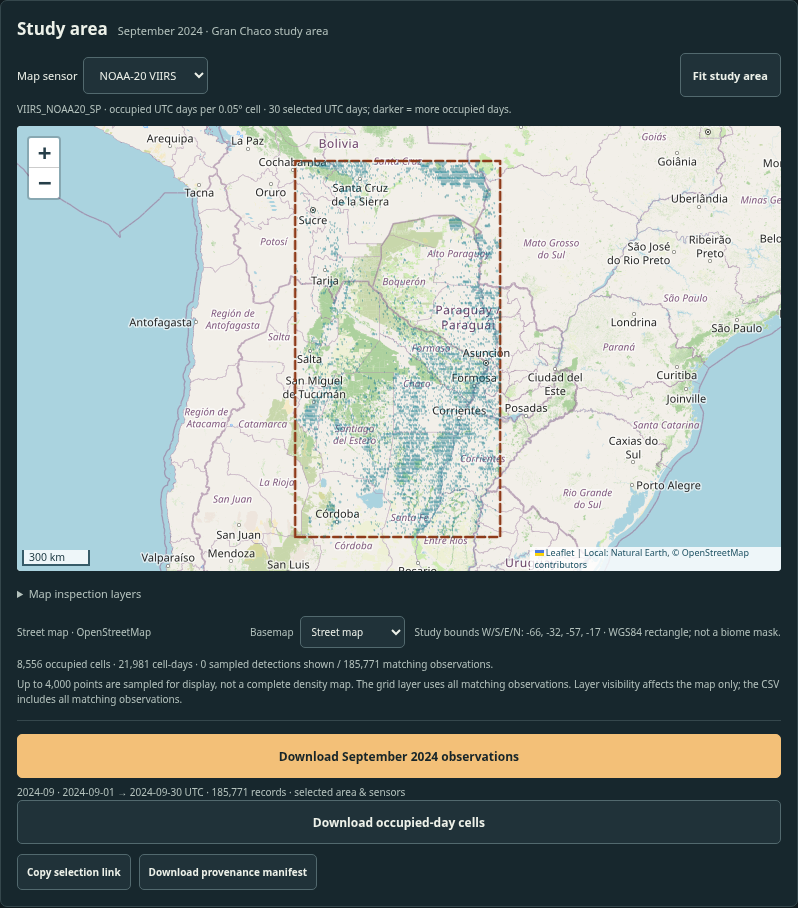 Study area September 2024 · Gran Chaco study area
Map sensor NOAA-20 VIIRS Fit study area
VIIRS_NOAA20_SP · occupied UTC days per 0.05° cell · 30 selected UTC days; darker = more occupied days.
+
−
Arequipa
La Paz
Bolivia
Goiás
Cochabamba
Santa Cruz
Goiânia
Tacna
Oruro
Santa Cruz
de la Sierra
Uberlândia
Minas Ge
Sucre
Potosí
Mato Grosso
do Sul
São José
do Rio Preto
Ribeirão
Preto
Belo
Alto Paraguay
Tarija
Boquerón
São Paulo
Antofagasta
Región de
Antofagasta
Paraguay /
Paraguái
Londrina
São Paulo
Salta
Formosa
Asunción
Paraná
Salta
San Miguel
de Tucumán
Chaco
Formosa
Ciudad del
Este
Curitiba
Joinville
Región de
Atacama
Catamarca
Corrientes
Posadas
Santa Catarina
Santiago
del Estero
Caxias do
Sul
Corrientes
La Rioja
Porto Alegre
San Juan
Rio Grande
do Sul
Córdoba
Santa Fe
San Juan
Córdoba
Entre Ríos
Valparaíso
Mendoza
San Luis
Rosario
300 km
Leaflet | Local: Natural Earth, © OpenStreetMap
contributors
▶ Map inspection layers
Street map · OpenStreetMap Basemap Street map Study bounds W/S/E/N: -66, -32, -57, -17 · WGS84 rectangle; not a biome mask.
8,556 occupied cells · 21,981 cell-days · 0 sampled detections shown / 185,771 matching observations.
Up to 4,000 points are sampled for display, not a complete density map. The grid layer uses all matching observations. Layer visibility affects the map only; the CSV
includes all matching observations.
Download September 2024 observations
2024-09 · 2024-09-01 → 2024-09-30 UTC · 185,771 records · selected area & sensors
Download occupied-day cells
Copy selection link Download provenance manifest